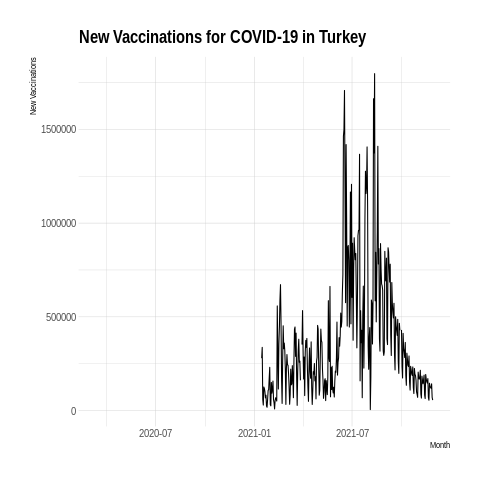 New Vaccinations for COVID-19 in Turkey
New Vaccinations
1500000
1000000
500000
0
2020-07
2021-01
2021-07
Month